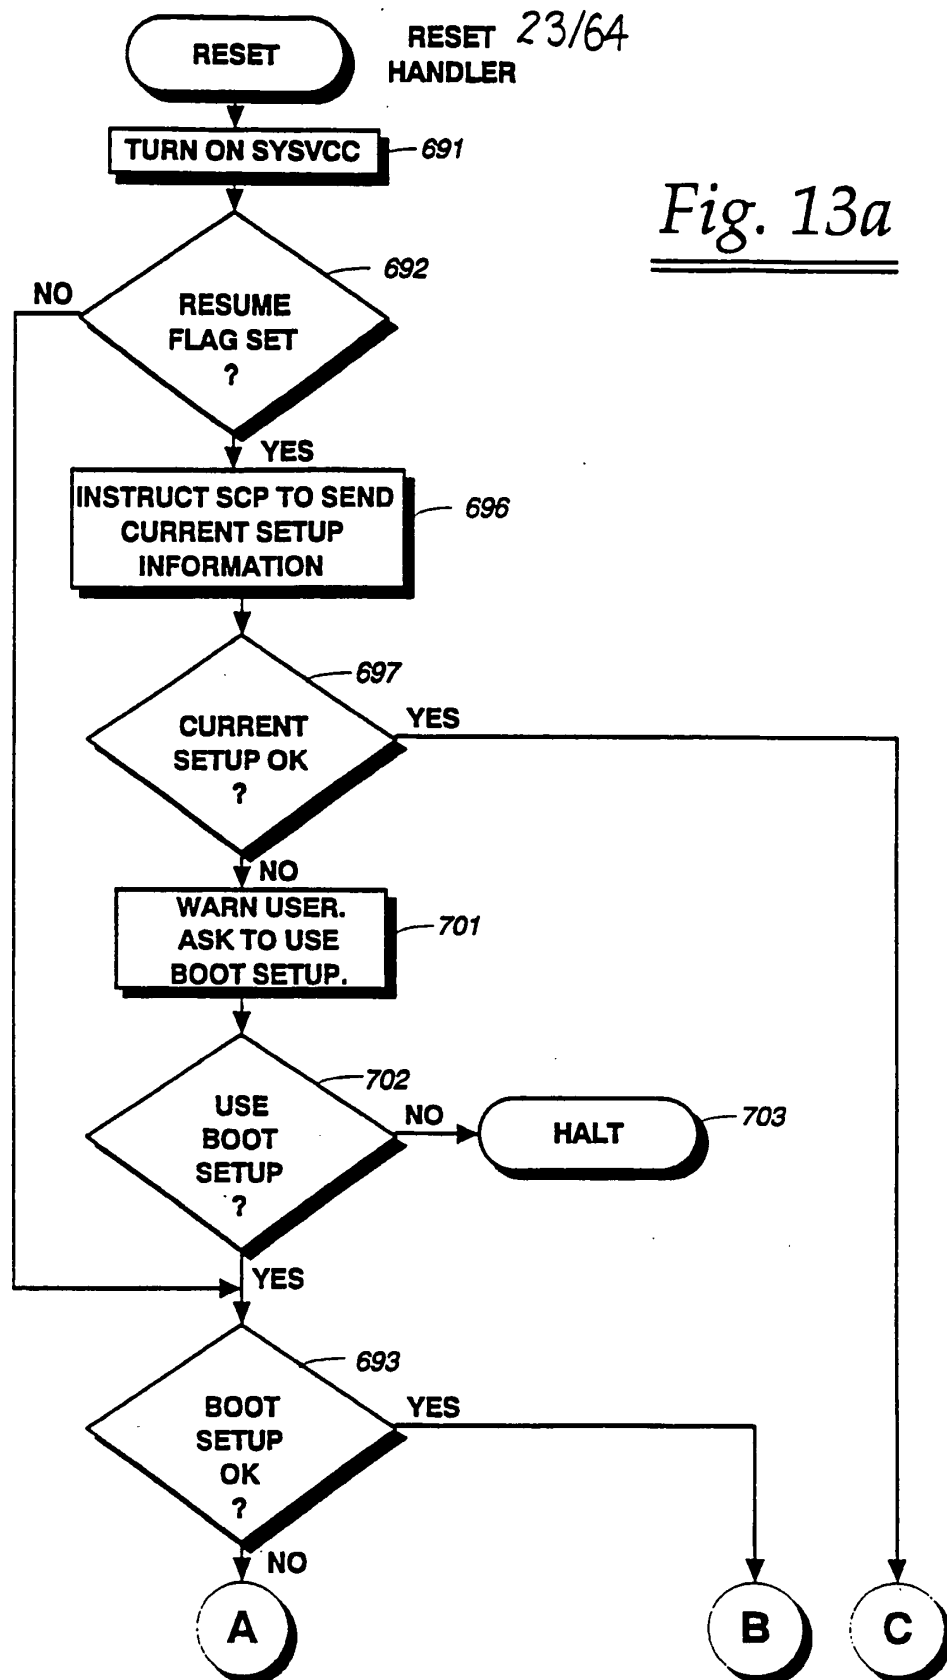 RESET
RESET 23/64
HANDLER
TURN ON SYSVCC
691
Fig. 13a
692
NO
RESUME
FLAG SET
?
YES
INSTRUCT SCP TO SEND
CURRENT SETUP
INFORMATION
696
697
YES
CURRENT
SETUP OK
?
NO
WARN USER.
ASK TO USE
BOOT SETUP.
701
702
USE
BOOT
SETUP
?
NO
HALT
703
YES
693
BOOT
SETUP
OK
?
YES
NO
A
B
C